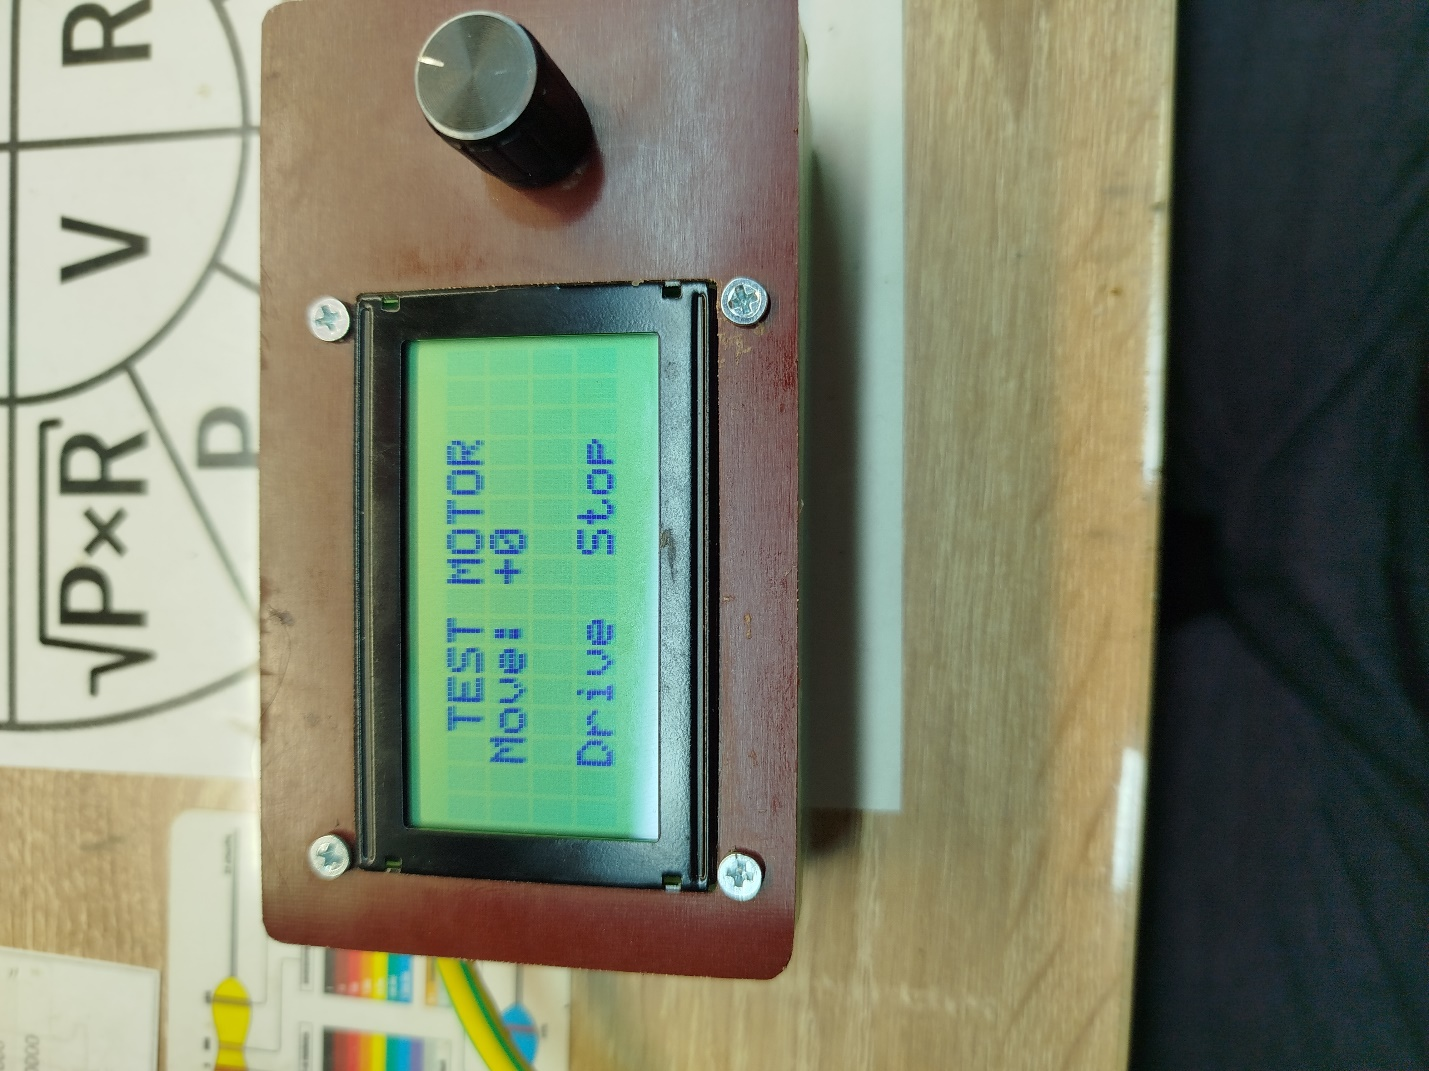 TEST MOTOR
Move: +0
Drive Stop
R
V
√P×R
P